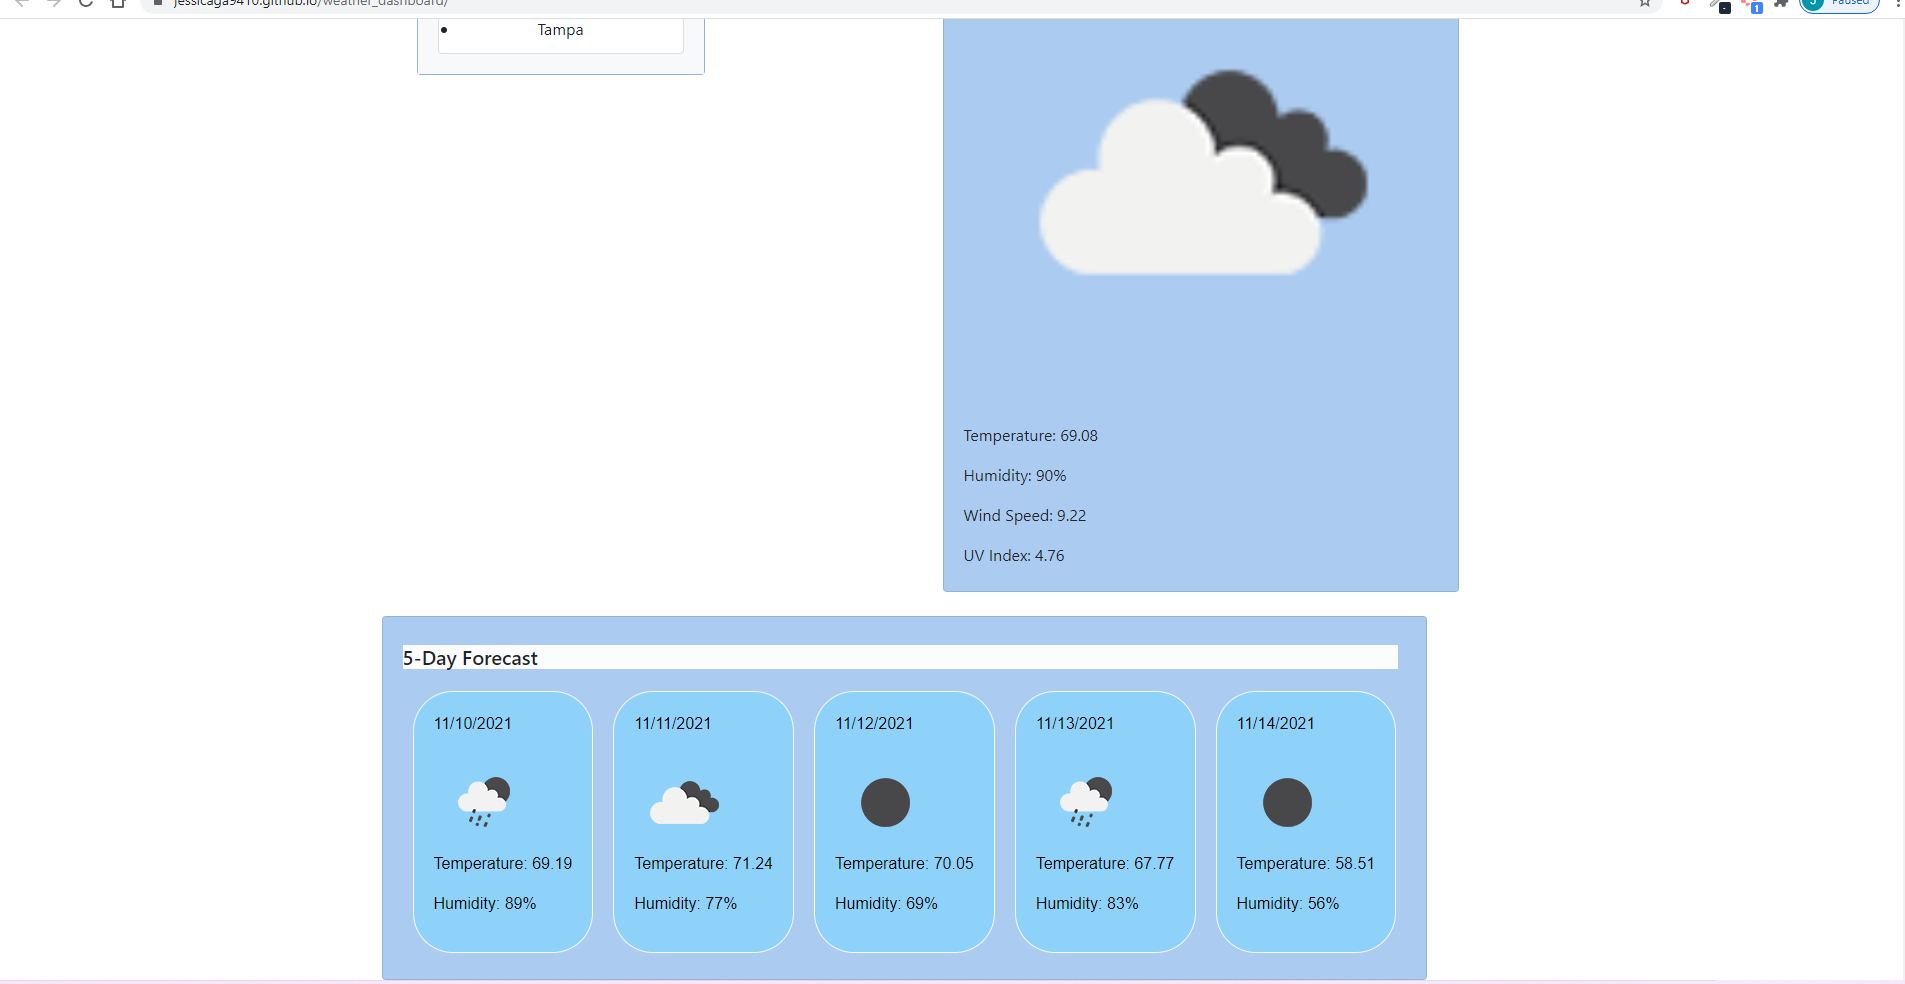 jessicaga9410.github.io/weather_dashboard/
Paused
1
Tampa
Temperature: 69.08
Humidity: 90%
Wind Speed: 9.22
UV Index: 4.76
5-Day Forecast
11/10/2021
Temperature: 69.19
Humidity: 89%
11/11/2021
Temperature: 71.24
Humidity: 77%
11/12/2021
Temperature: 70.05
Humidity: 69%
11/13/2021
Temperature: 67.77
Humidity: 83%
11/14/2021
Temperature: 58.51
Humidity: 56%